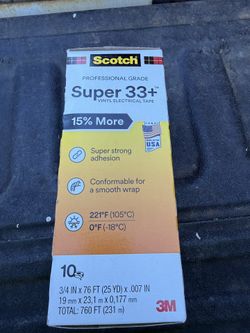 Scotch
PROFESSIONAL GRADE
Super 33+™
VINYL ELECTRICAL TAPE
15% More
USA
Super strong
adhesion
Conformable for
a smooth wrap
221°F (105°C)
0°F (-18°C)
10
3/4 IN x 76 FT (25 YD) x .007 IN
19 mm x 23,1 m x 0,177 mm
TOTAL: 760 FT (231 m)
3M